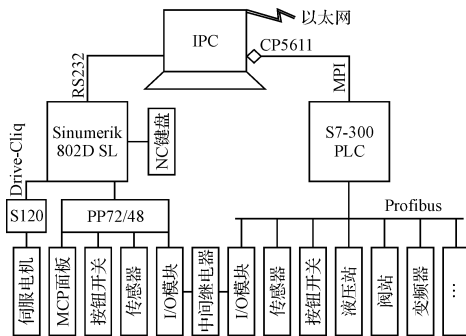 以太网
IPC
CP5611
RS232
MPI
Sinumerik
802D SL
NC键盘
S7-300
PLC
Drive-Cliq
S120
PP72/48
Profibus
伺服电机
MCP面板
按钮开关
传感器
I/O模块
中间继电器
I/O模块
传感器
按钮开关
液压站
阀站
变频器
…